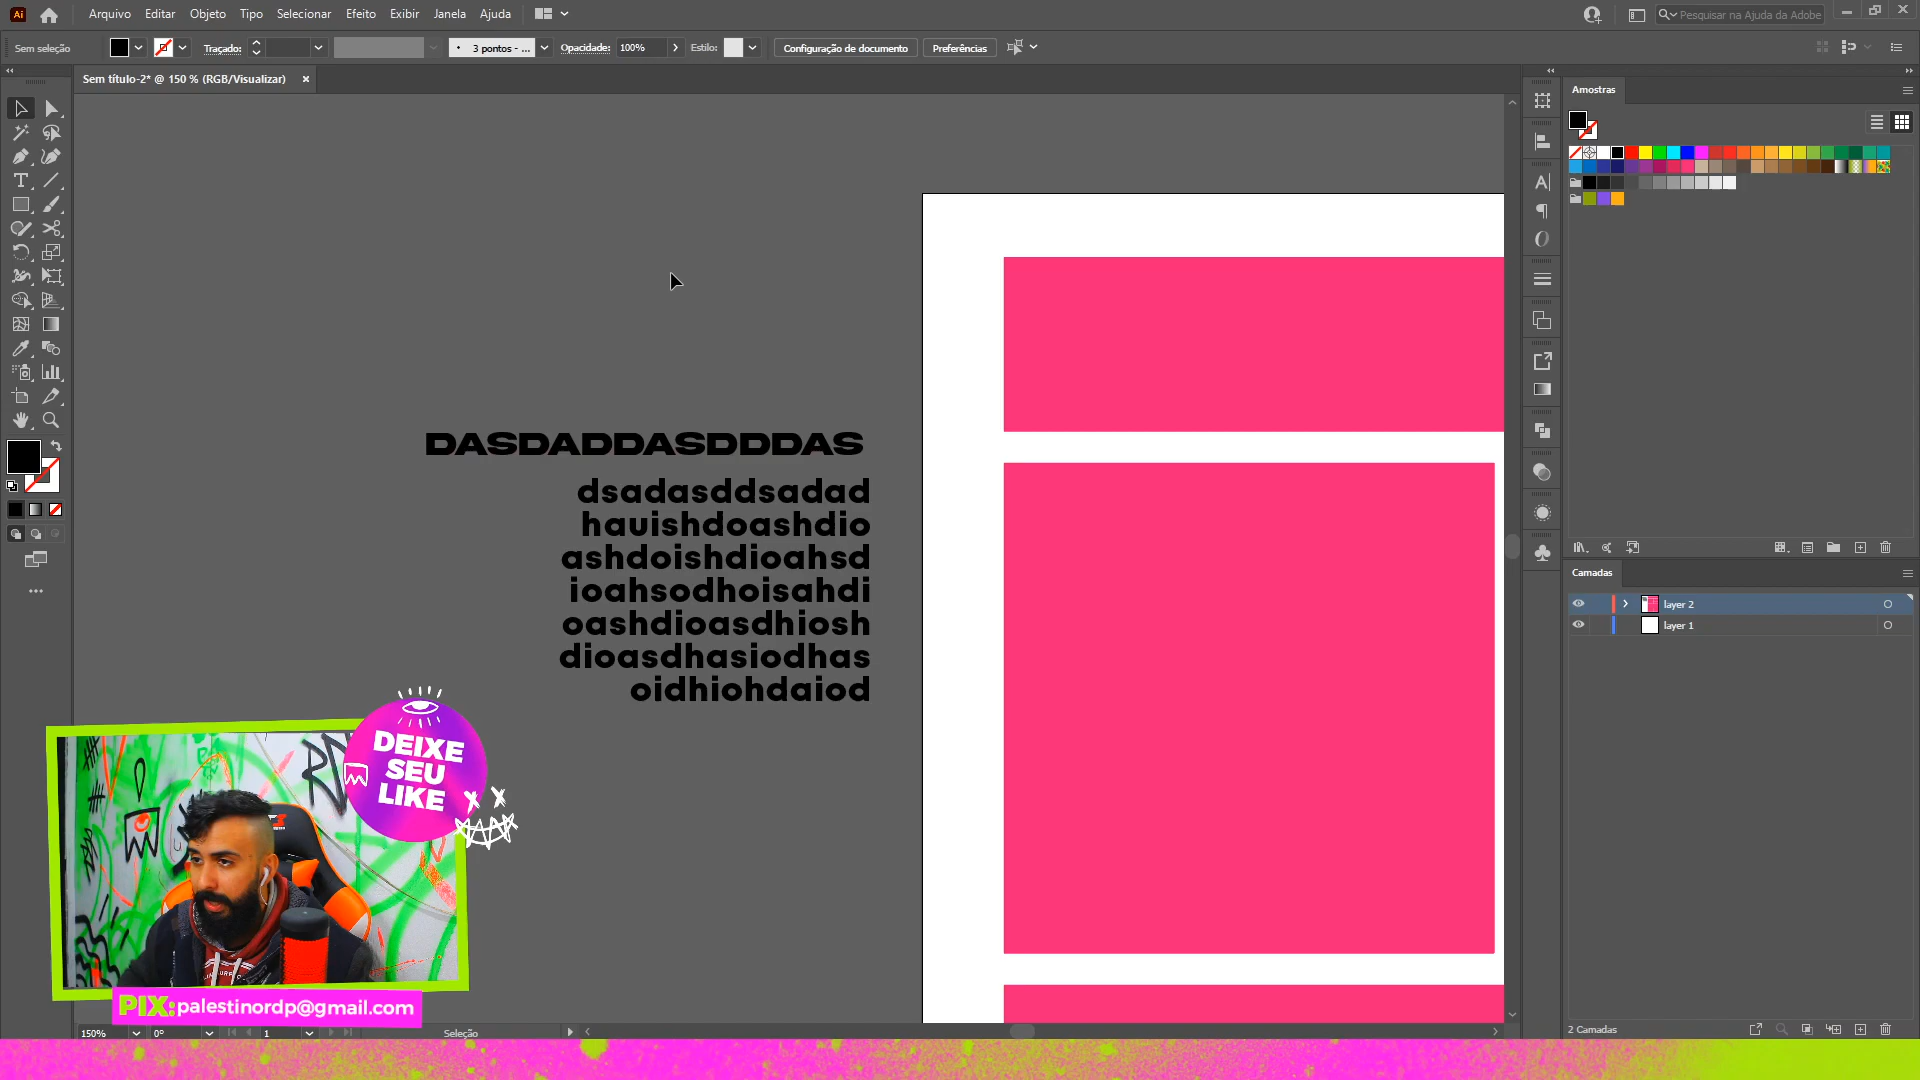 Ai
Arquivo Editar Objeto Tipo Selecionar Efeito Exibir Janela Ajuda
Pesquisar na Ajuda da Adobe
Sem seleção
Traçado:
3 pontos - ...
Opacidade: 100%
Estilo:
Configuração de documento
Preferências
Sem título-2* @ 150 % (RGB/Visualizar)
Amostras
DASDADDASDDDAS
dsadasddsadad
hauishdoashdio
ashdoishdioahsd
ioahsodhoisahdi
oashdioasdhiosh
dioasdhasiodhas
oidhiohdaiod
Camadas
layer 2
layer 1
DEIXE
SEU
LIKE
PIX:palestinordp@gmail.com
150%
0°
1
Seleção
2 Camadas